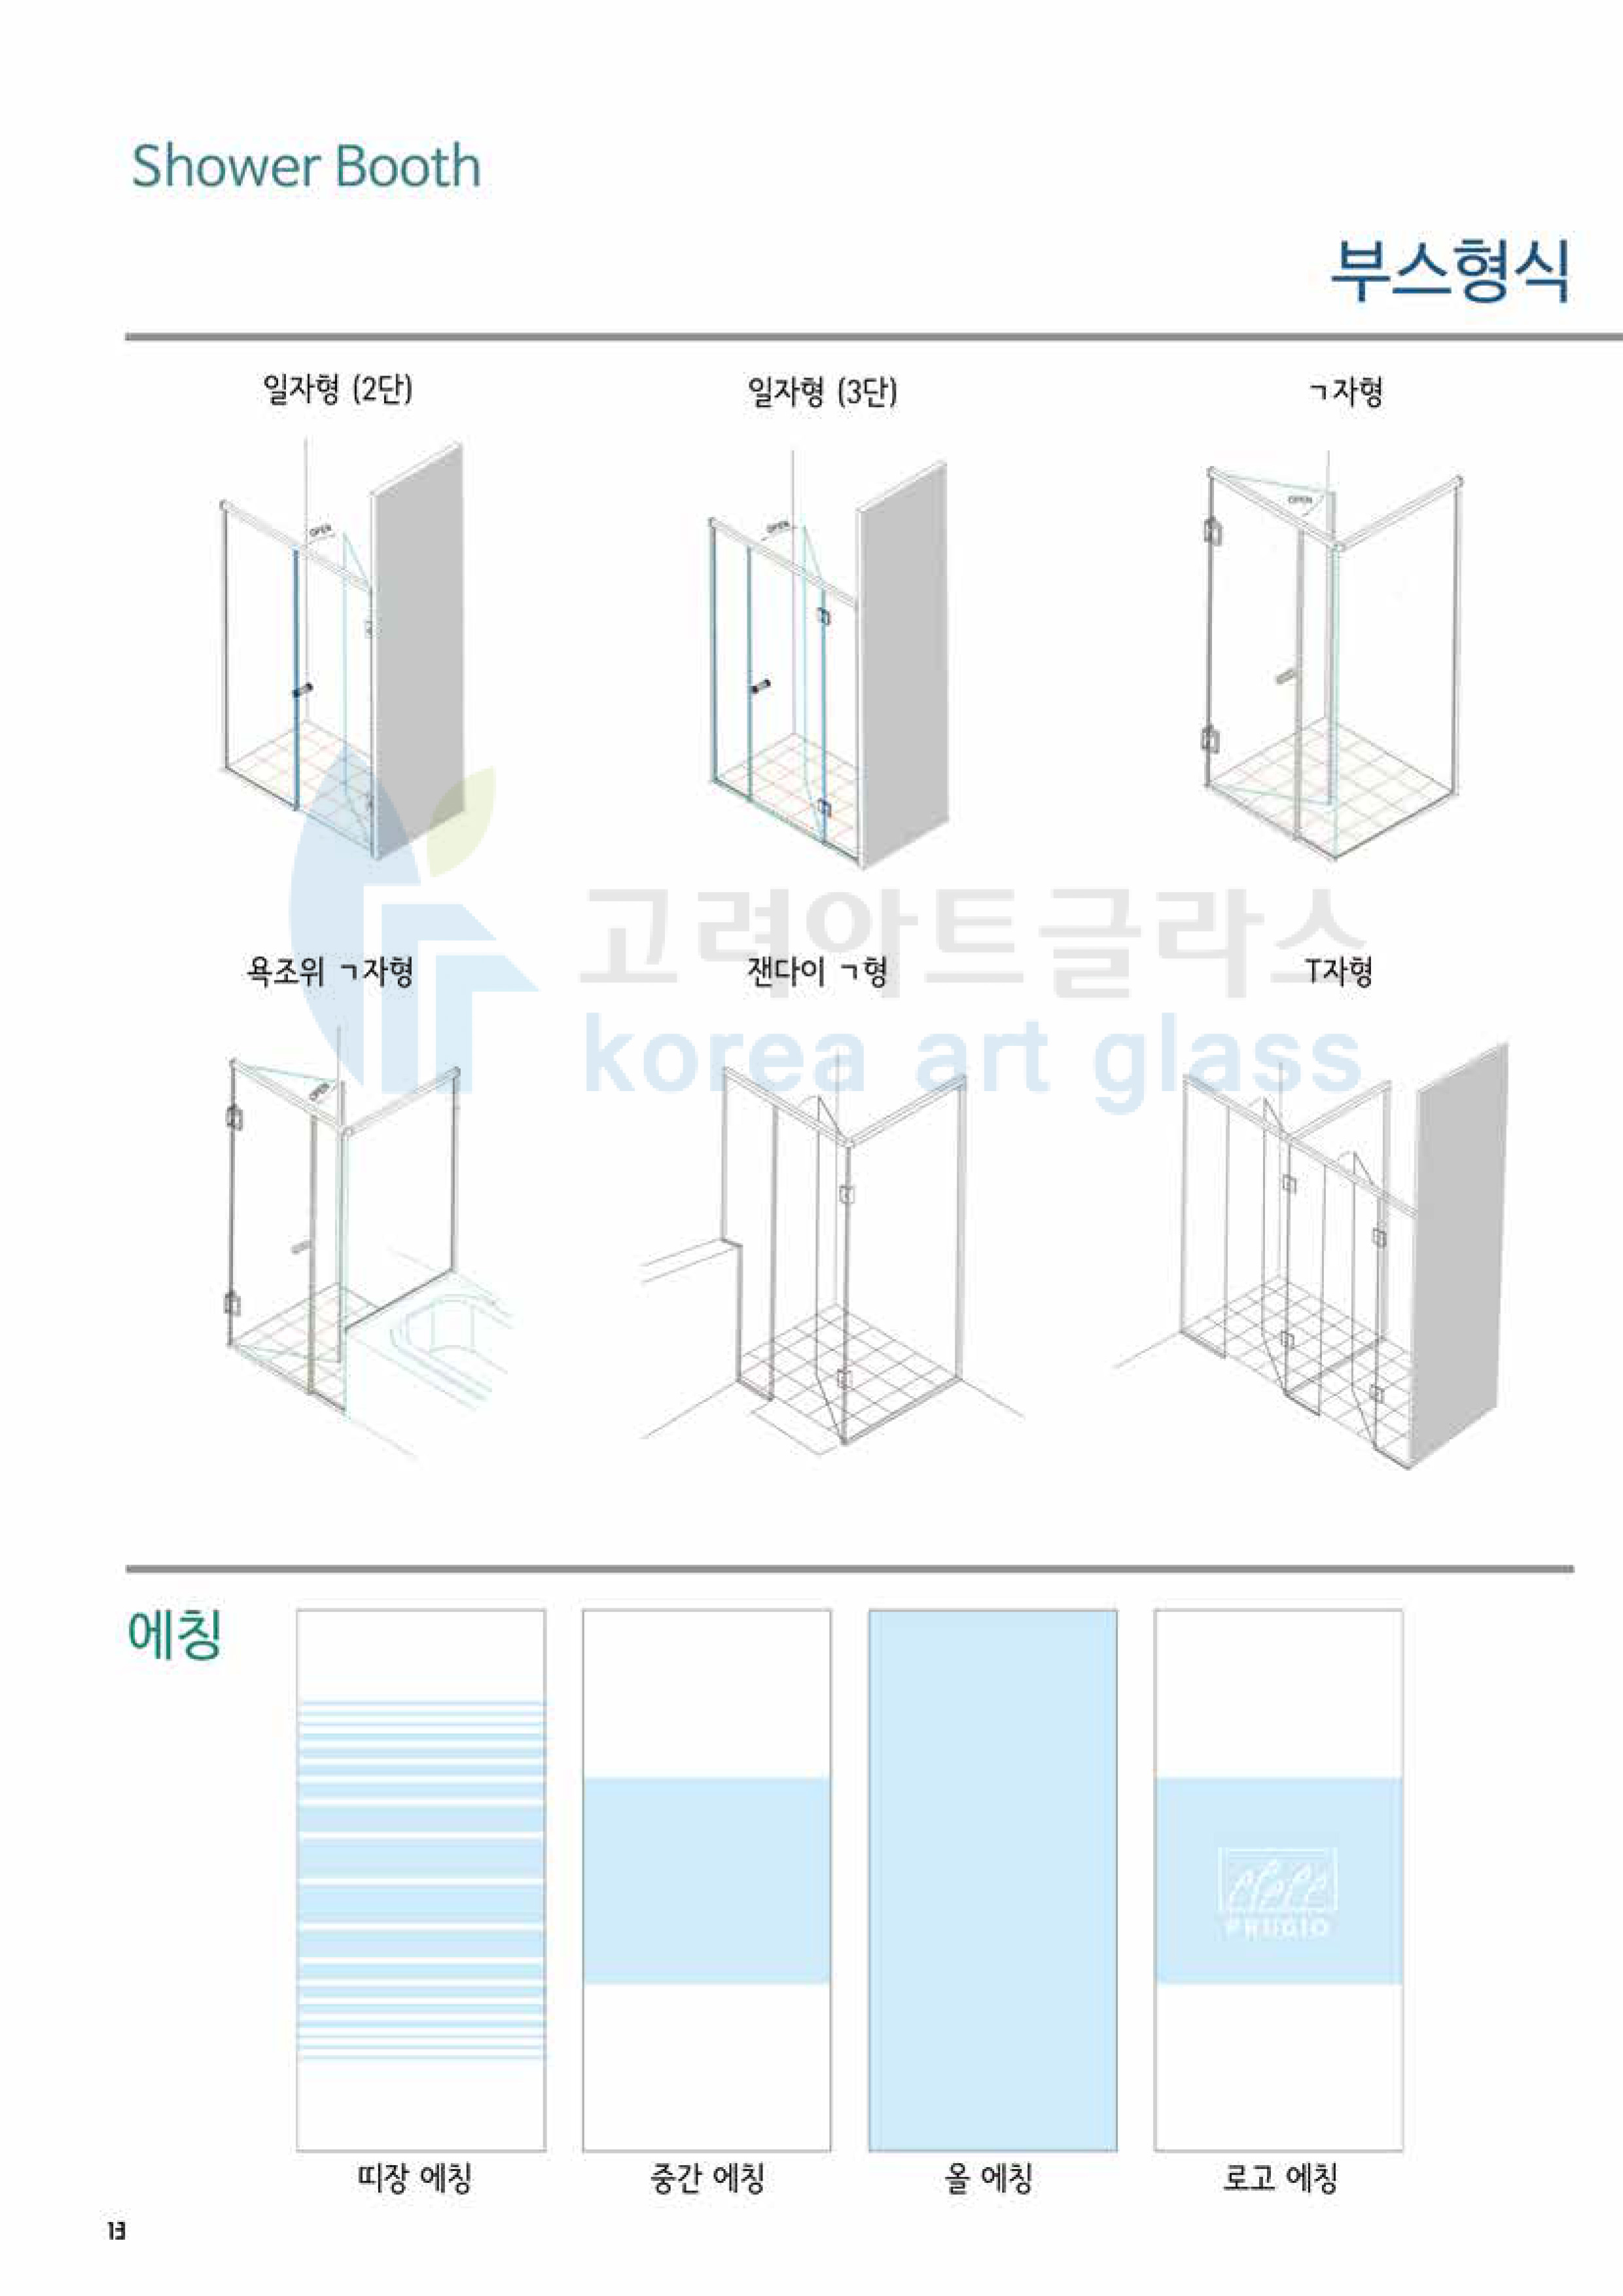 Shower Booth
부스형식
일자형 (2단)
일자형 (3단)
ㄱ자형
OPEN
OPEN
OPEN
고려아트글라스
korea art glass
욕조위 ㄱ자형
잰다이 ㄱ형
T자형
OPEN
에칭
PRUGIO
띠장 에칭
중간 에칭
올 에칭
로고 에칭
13